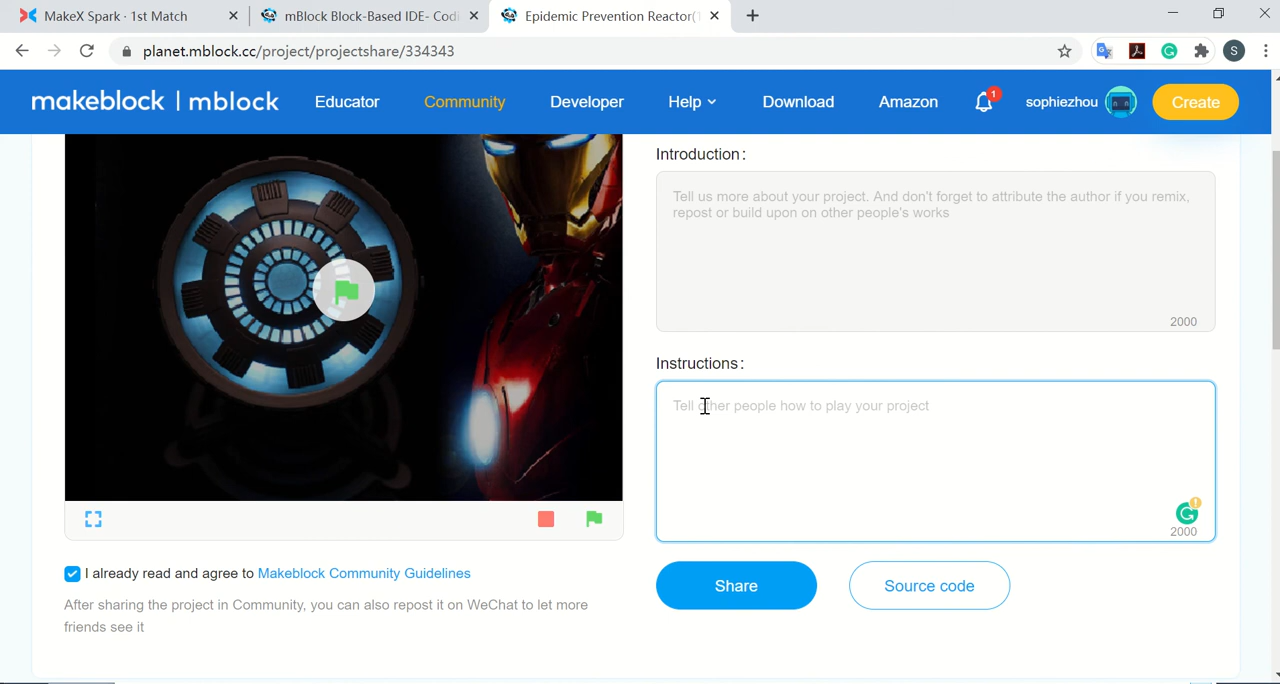 MakeX Spark · 1st Match
mBlock Block-Based IDE- Codi
Epidemic Prevention Reactor(1
planet.mblock.cc/project/projectshare/334343
S
makeblock | mblock
Educator
Community
Developer
Help
Download
Amazon
1
sophiezhou
Create
Introduction:
Tell us more about your project. And don't forget to attribute the author if you remix,
repost or build upon on other people's works
2000
Instructions:
Tell other people how to play your project
2000
I already read and agree to Makeblock Community Guidelines
After sharing the project in Community, you can also repost it on WeChat to let more
friends see it
Share
Source code